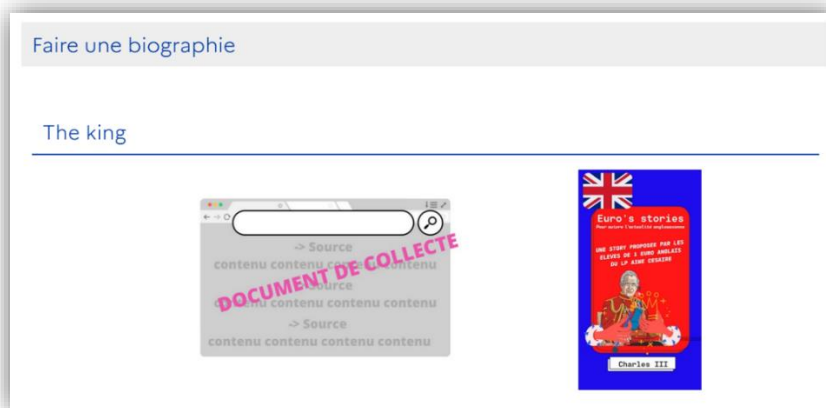 Faire une biographie
The king
-> Source
contenu contenu contenu contenu
-> Source
contenu contenu contenu contenu
-> Source
contenu contenu contenu contenu
DOCUMENT DE COLLECTE
Euro's stories
Pour suivre l'actualité anglosaxonne
UNE STORY PROPOSEE PAR LES
ELEVES DE 1 EURO ANGLAIS
DU LP AIME CESAIRE
Charles III